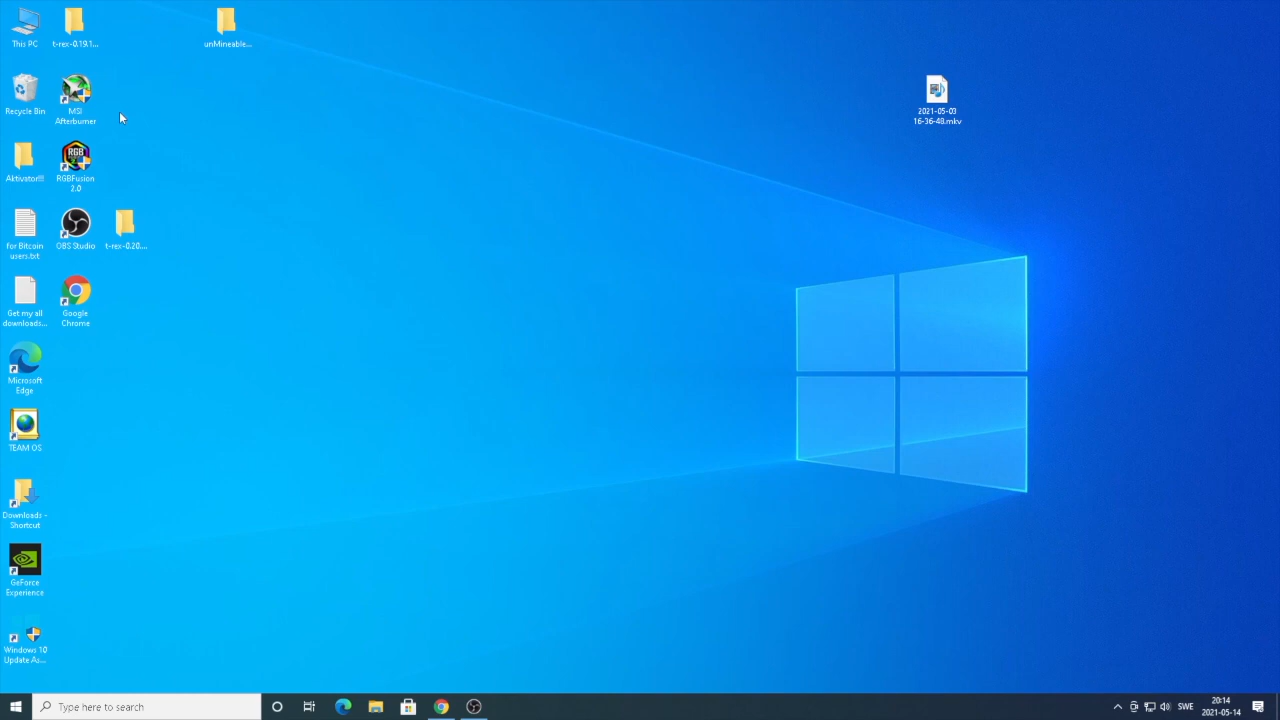 This PC
t-rex-0.19.1...
unMineable...
Recycle Bin
MSI
Afterburner
2021-05-03
16-36-48.mkv
Aktivator!!!
RGB
RGBFusion
2.0
for Bitcoin
users.txt
OBS Studio
t-rex-0.20....
Get my all
downloads...
Google
Chrome
Microsoft
Edge
TEAM OS
Downloads -
Shortcut
GeForce
Experience
Windows 10
Update As...
Type here to search
SWE
20:14
2021-05-14